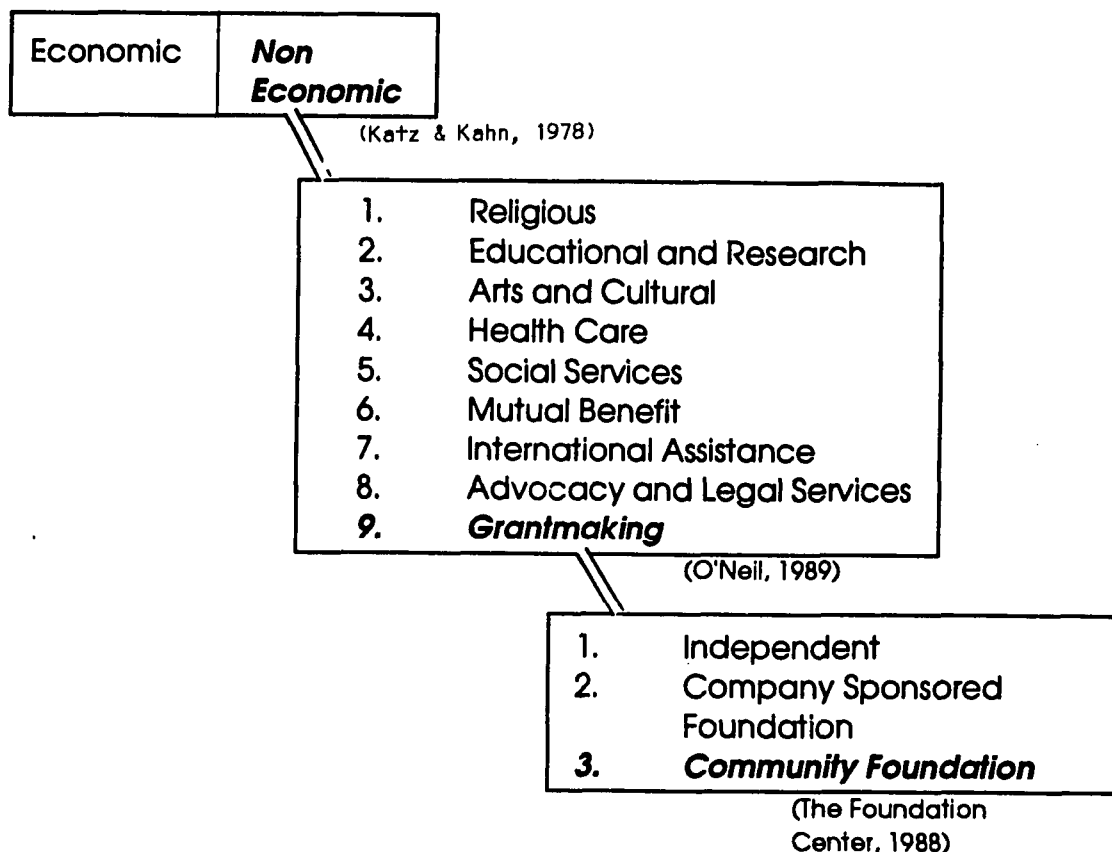 Economic
Non
Economic
(Katz & Kahn, 1978)
1. Religious
2. Educational and Research
3. Arts and Cultural
4. Health Care
5. Social Services
6. Mutual Benefit
7. International Assistance
8. Advocacy and Legal Services
9. Grantmaking
(O'Neil, 1989)
1. Independent
2. Company Sponsored
Foundation
3. Community Foundation
(The Foundation
Center, 1988)